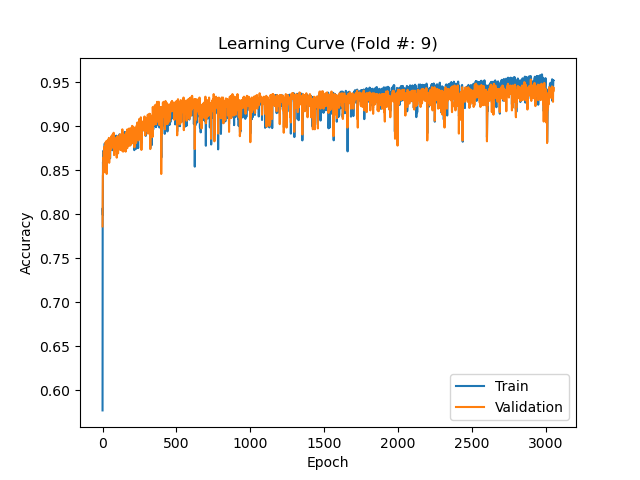 Learning Curve (Fold #: 9)
Accuracy
0.95
0.90
0.85
0.80
0.75
0.70
0.65
0.60
0 500 1000 1500 2000 2500 3000
Epoch
Train
Validation